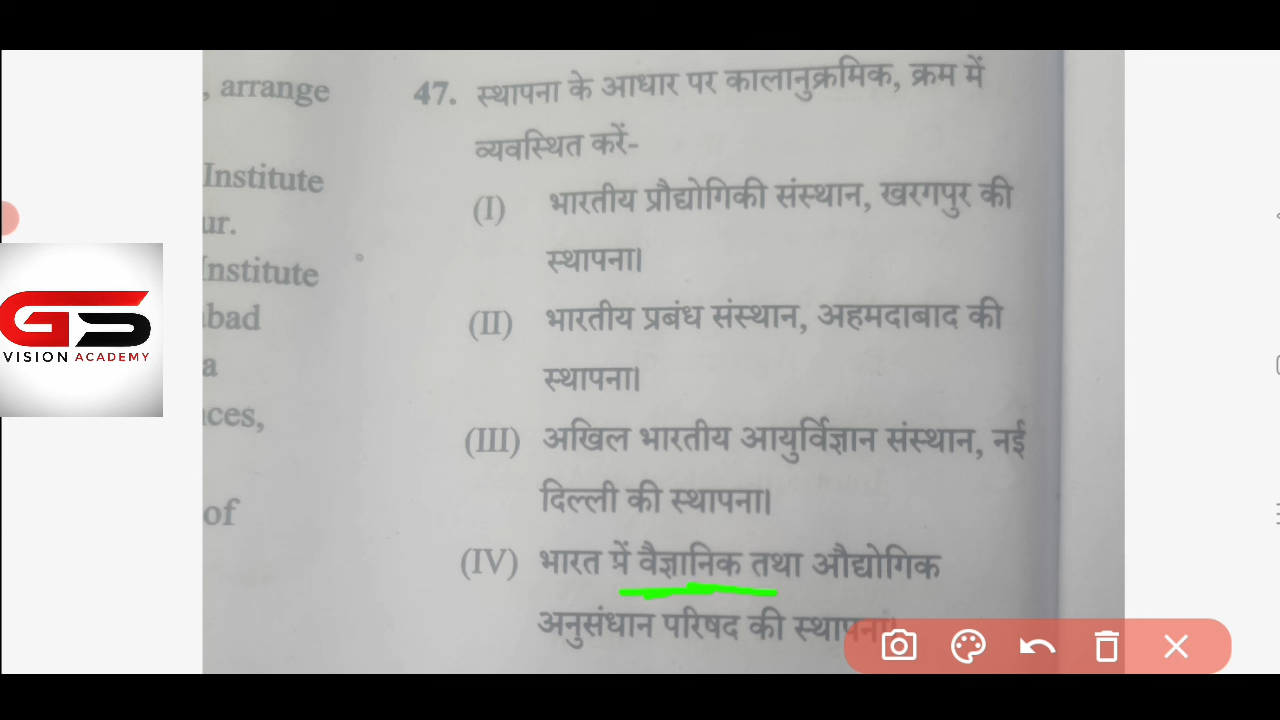 , arrange
Institute
ur.
Institute
bad
a
ces,
of
47. स्थापना के आधार पर कालानुक्रमिक, क्रम में
व्यवस्थित करें-
(I) भारतीय प्रौद्योगिकी संस्थान, खरगपुर की
स्थापना।
(II) भारतीय प्रबंध संस्थान, अहमदाबाद की
स्थापना।
(III) अखिल भारतीय आयुर्विज्ञान संस्थान, नई
दिल्ली की स्थापना।
(IV) भारत में वैज्ञानिक तथा औद्योगिक
अनुसंधान परिषद की स्थापना।
GS
VISION ACADEMY